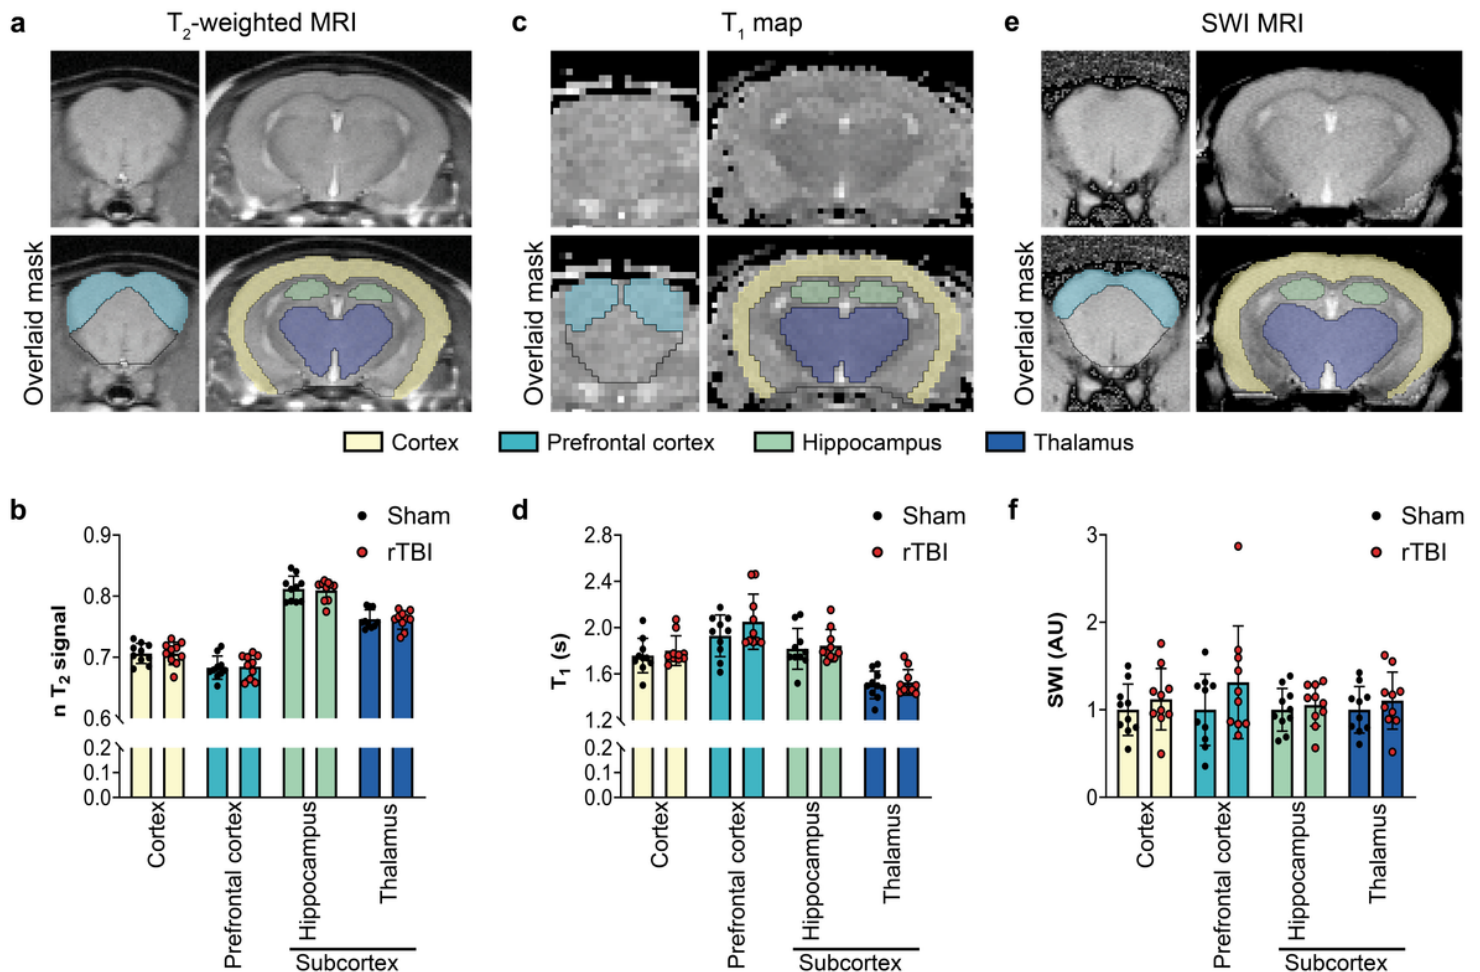 a T2-weighted MRI
c T1 map
e SWI MRI
Overlaid mask
Overlaid mask
Overlaid mask
Cortex Prefrontal cortex Hippocampus Thalamus
b
Sham
rTBI
n T2 signal
0.9
0.8
0.7
0.6
0.2
0.1
0.0
Cortex
Prefrontal cortex
Hippocampus
Thalamus
Subcortex
d
Sham
rTBI
T1 (s)
2.8
2.4
2.0
1.6
1.2
0.2
0.1
0.0
Cortex
Prefrontal cortex
Hippocampus
Thalamus
Subcortex
f
Sham
rTBI
SWI (AU)
3
2
1
0
Cortex
Prefrontal cortex
Hippocampus
Thalamus
Subcortex